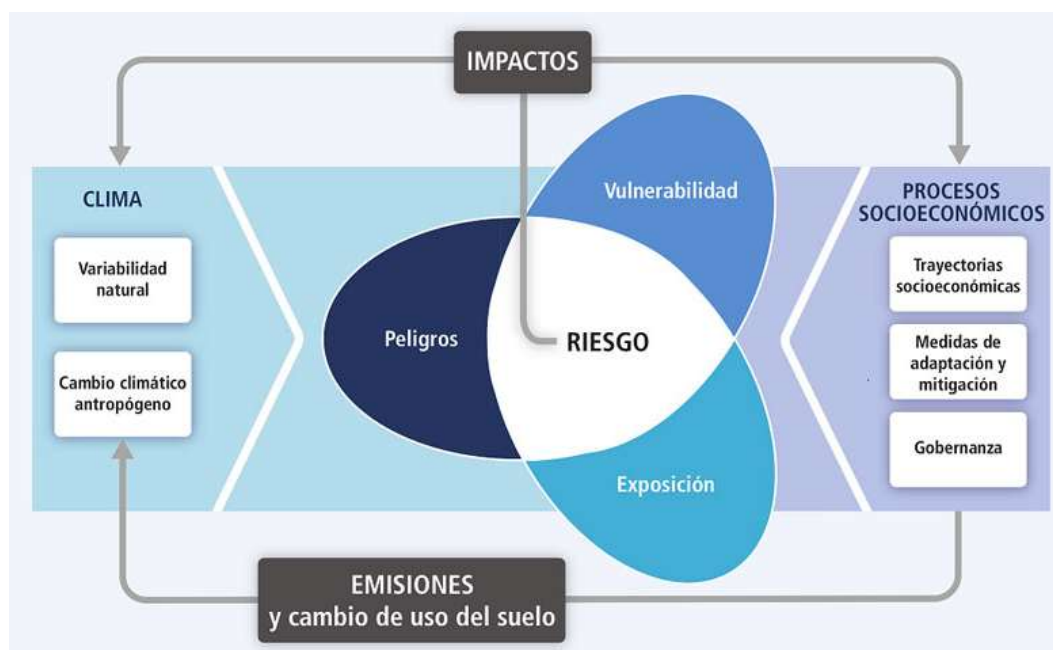 IMPACTOS
CLIMA
Variabilidad
natural
Cambio climático
antropógeno
Peligros
Vulnerabilidad
RIESGO
Exposición
PROCESOS
SOCIOECONÓMICOS
Trayectorias
socioeconómicas
Medidas de
adaptación y
mitigación
Gobernanza
EMISIONES
y cambio de uso del suelo